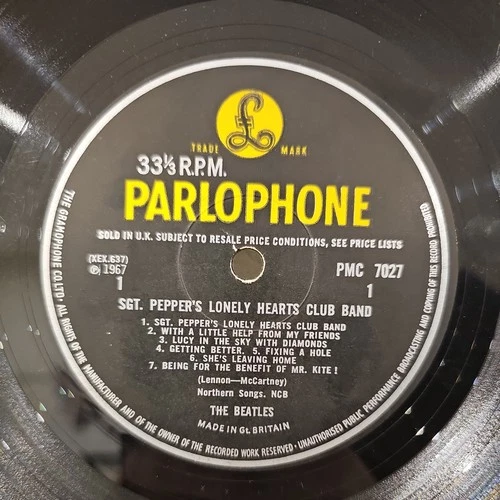 £
TRADE MARK
33⅓ R.P.M.
PARLOPHONE
SOLD IN U.K. SUBJECT TO RESALE PRICE CONDITIONS, SEE PRICE LISTS
(XEX.637)
Ⓟ 1967
1
PMC 7027
1
SGT. PEPPER'S LONELY HEARTS CLUB BAND
1. SGT. PEPPER'S LONELY HEARTS CLUB BAND
2. WITH A LITTLE HELP FROM MY FRIENDS
3. LUCY IN THE SKY WITH DIAMONDS
4. GETTING BETTER. 5. FIXING A HOLE
6. SHE'S LEAVING HOME
7. BEING FOR THE BENEFIT OF MR. KITE!
(Lennon—McCartney)
Northern Songs. NCB
THE BEATLES
MADE IN Gt. BRITAIN
THE GRAMOPHONE CO. LTD. ALL RIGHTS OF THE MANUFACTURER AND OF THE OWNER OF THE RECORDED WORK RESERVED · UNAUTHORISED PUBLIC PERFORMANCE BROADCASTING AND COPYING OF THIS RECORD PROHIBITED